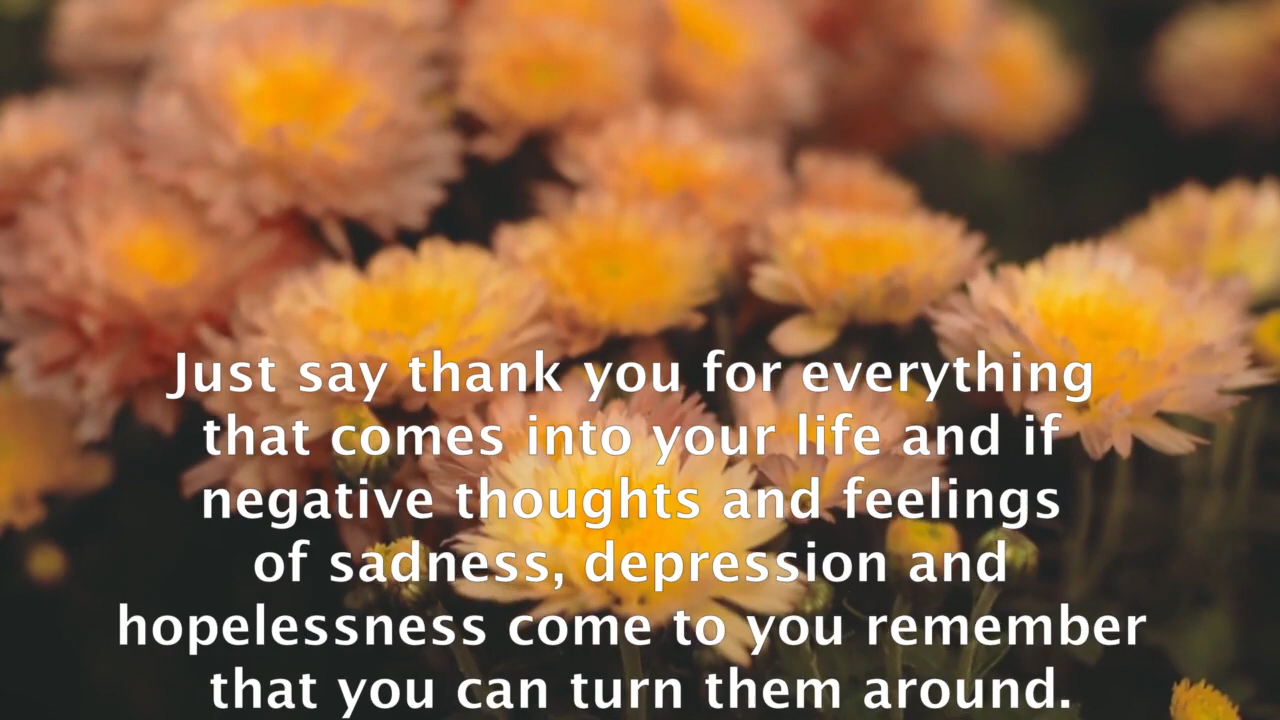 Just say thank you for everything
that comes into your life and if
negative thoughts and feelings
of sadness, depression and
hopelessness come to you remember
that you can turn them around.